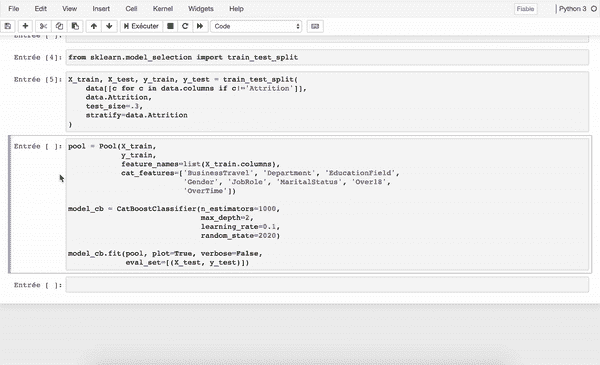 File Edit View Insert Cell Kernel Widgets Help Fiable Python 3
Exécuter Code
Entrée [4]: from sklearn.model_selection import train_test_split
Entrée [5]: X_train, X_test, y_train, y_test = train_test_split(
data[[c for c in data.columns if c!='Attrition']],
data.Attrition,
test_size=.3,
stratify=data.Attrition
)
Entrée [ ]: pool = Pool(X_train,
y_train,
feature_names=list(X_train.columns),
cat_features=['BusinessTravel', 'Department', 'EducationField',
'Gender', 'JobRole', 'MaritalStatus', 'Over18',
'OverTime'])
model_cb = CatBoostClassifier(n_estimators=1000,
max_depth=2,
learning_rate=0.1,
random_state=2020)
model_cb.fit(pool, plot=True, verbose=False,
eval_set=[(X_test, y_test)])
Entrée [ ]: